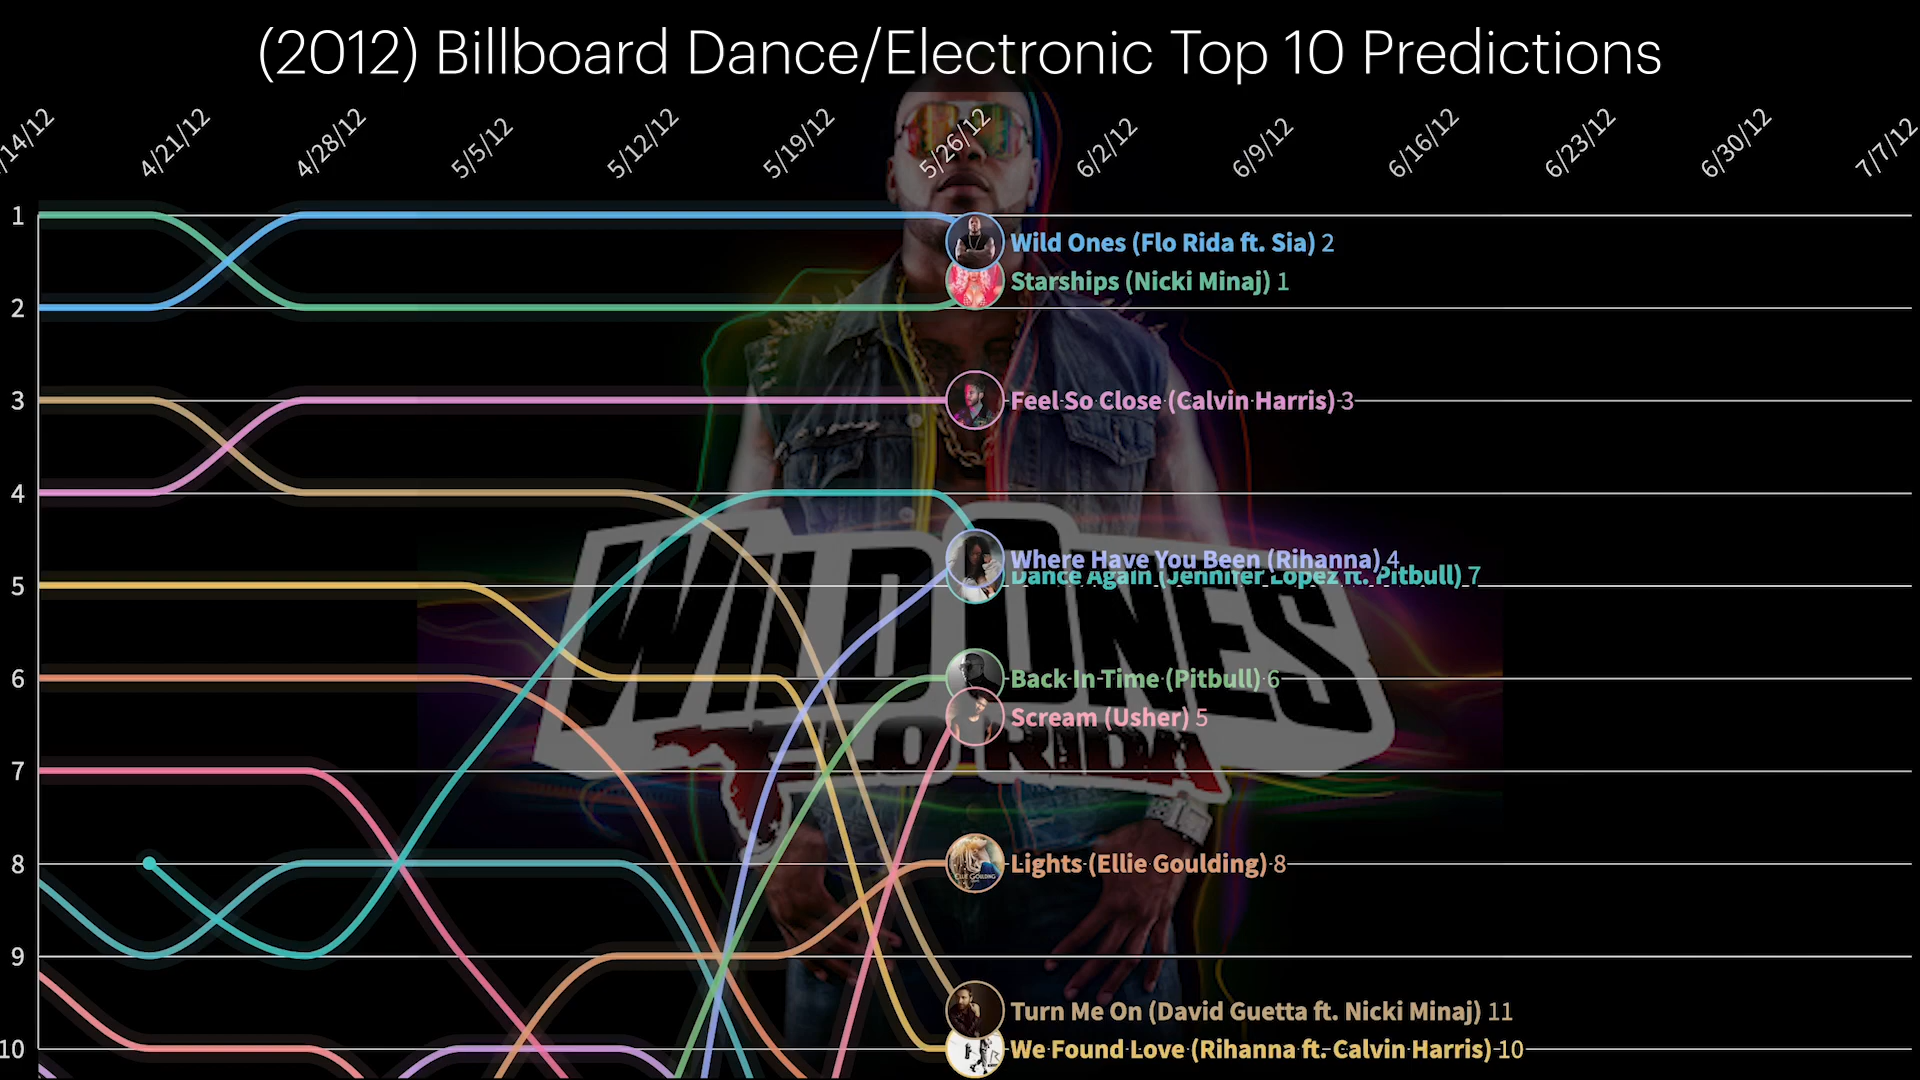 (2012) Billboard Dance/Electronic Top 10 Predictions
/14/12 4/21/12 4/28/12 5/5/12 5/12/12 5/19/12 5/26/12 6/2/12 6/9/12 6/16/12 6/23/12 6/30/12 7/7/12
1
Wild Ones (Flo Rida ft. Sia) 2
Starships (Nicki Minaj) 1
2
3
Feel So Close (Calvin Harris) 3
4
Where Have You Been (Rihanna) 4
Dance Again (Jennifer Lopez ft. Pitbull) 7
5
WILD ONES
6
Back In Time (Pitbull) 6
Scream (Usher) 5
FLO RIDA
7
8
Lights (Ellie Goulding) 8
9
Turn Me On (David Guetta ft. Nicki Minaj) 11
10
We Found Love (Rihanna ft. Calvin Harris) 10